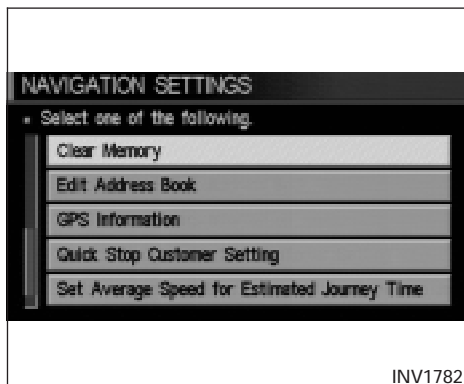 NAVIGATION SETTINGS
Select one of the following.
Clear Memory
Edit Address Book
GPS Information
Quick Stop Customer Setting
Set Average Speed for Estimated Journey Time
INV1782